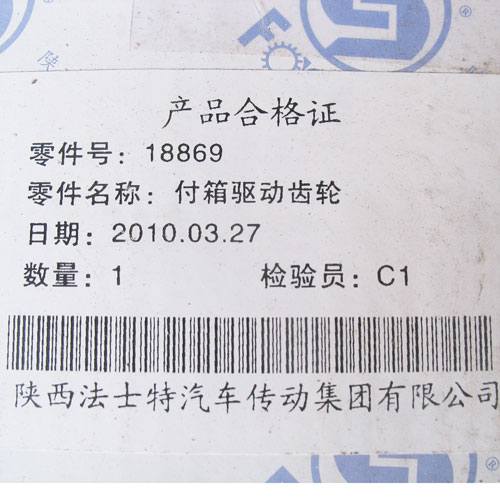 产品合格证
零件号：18869
零件名称：付箱驱动齿轮
日期：2010.03.27
数量：1 检验员：C1
陕西法士特汽车传动集团有限公司